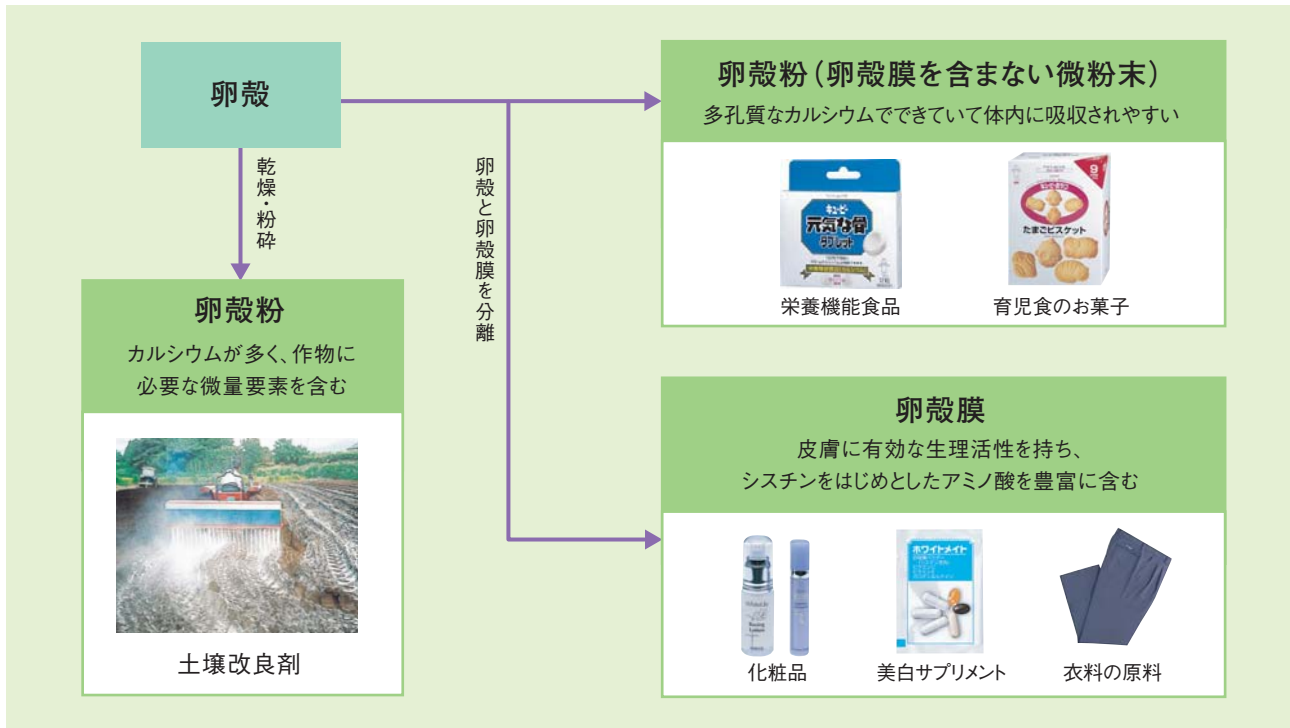 卵殻
乾燥・粉砕
卵殻と卵殻膜を分離
卵殻粉
カルシウムが多く、作物に
必要な微量要素を含む
土壌改良剤
卵殻粉（卵殻膜を含まない微粉末）
多孔質なカルシウムでできていて体内に吸収されやすい
キユーピー
元気な骨
タブレット
栄養機能食品
たまごビスケット
育児食のお菓子
卵殻膜
皮膚に有効な生理活性を持ち、
シスチンをはじめとしたアミノ酸を豊富に含む
化粧品
ホワイトメイト
美白サプリメント
衣料の原料